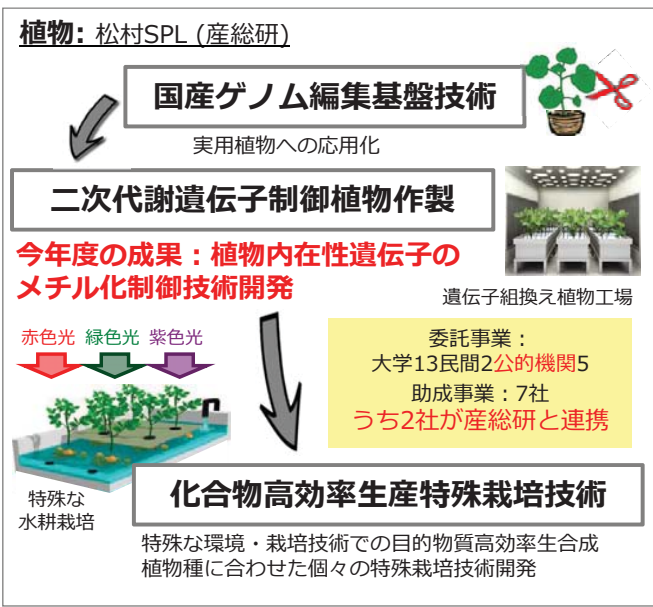 植物: 松村SPL (産総研)
国産ゲノム編集基盤技術
実用植物への応用化
二次代謝遺伝子制御植物作製
今年度の成果：植物内在性遺伝子の
メチル化制御技術開発
遺伝子組換え植物工場
赤色光 緑色光 紫色光
委託事業：
大学13民間2公的機関5
助成事業：7社
うち2社が産総研と連携
特殊な
水耕栽培
化合物高効率生産特殊栽培技術
特殊な環境・栽培技術での目的物質高効率生合成
植物種に合わせた個々の特殊栽培技術開発